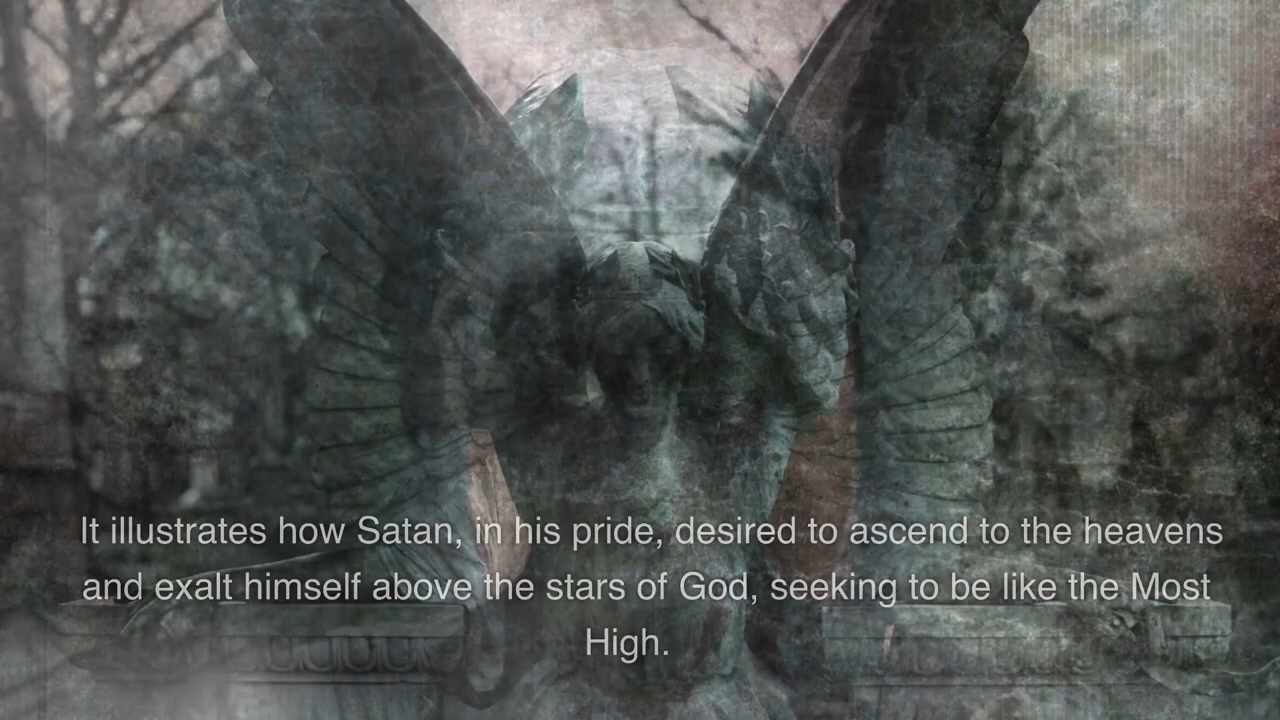 It illustrates how Satan, in his pride, desired to ascend to the heavens
and exalt himself above the stars of God, seeking to be like the Most
High.